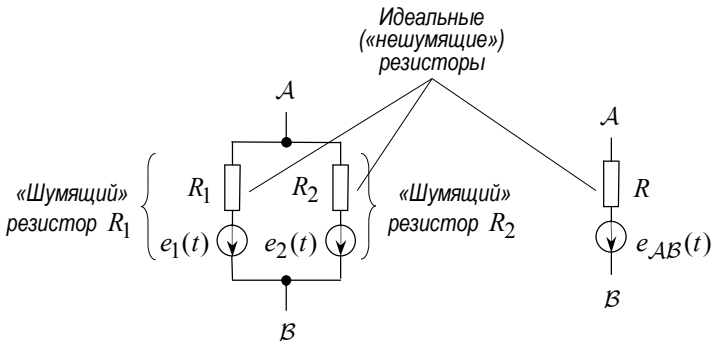 Идеальные
(«нешумящие»)
резисторы
𝒜
𝒜
«Шумящий»
резистор R₁
R₁
R₂
«Шумящий»
резистор R₂
R
e₁(t)
e₂(t)
e𝒜ℬ(t)
ℬ
ℬ